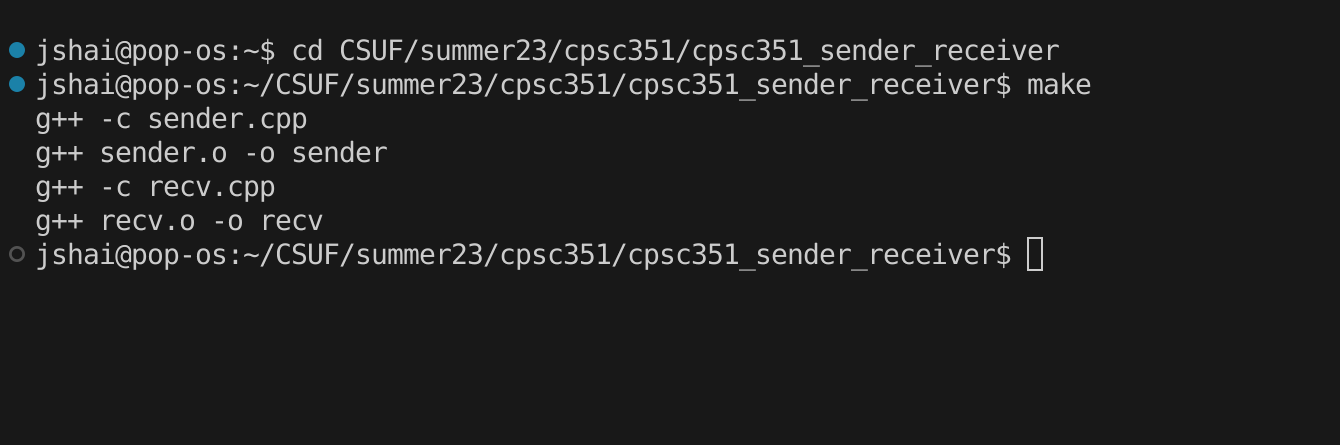 jshai@pop-os:~$ cd CSUF/summer23/cpsc351/cpsc351_sender_receiver
jshai@pop-os:~/CSUF/summer23/cpsc351/cpsc351_sender_receiver$ make
g++ -c sender.cpp
g++ sender.o -o sender
g++ -c recv.cpp
g++ recv.o -o recv
jshai@pop-os:~/CSUF/summer23/cpsc351/cpsc351_sender_receiver$